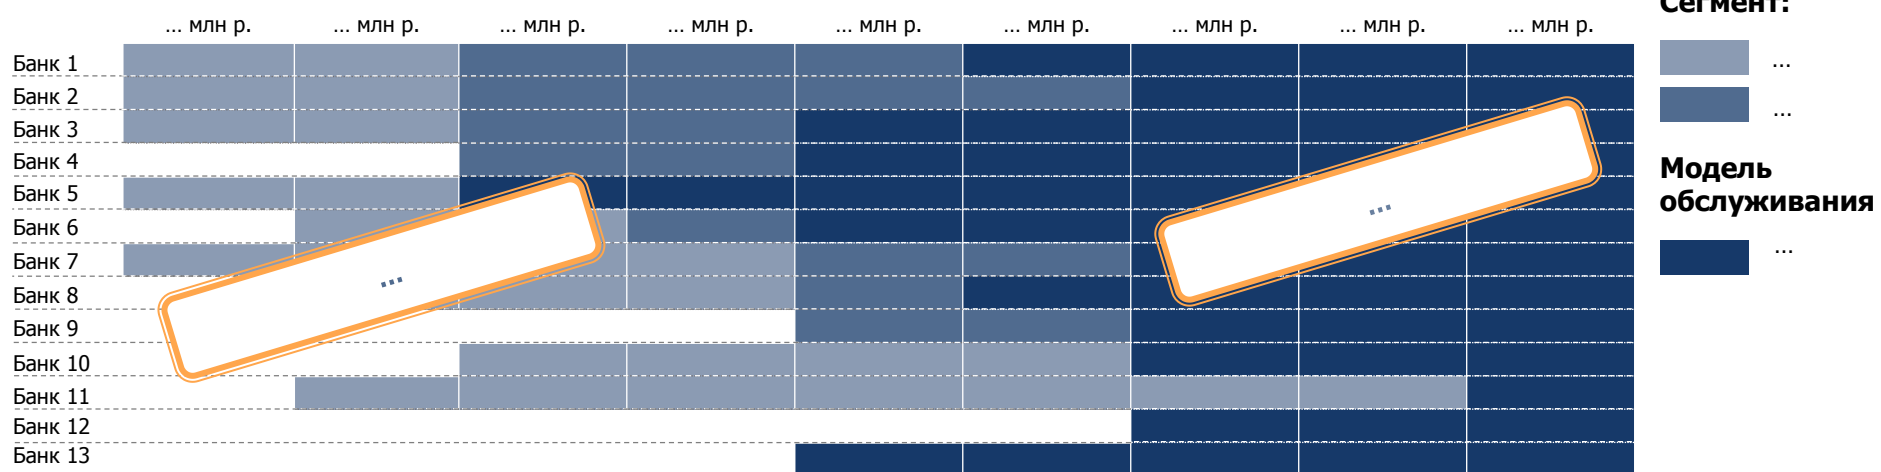 ... млн р. ... млн р. ... млн р. ... млн р. ... млн р. ... млн р. ... млн р. ... млн р. ... млн р.
Банк 1
Банк 2
Банк 3
Банк 4
Банк 5
Банк 6
Банк 7
Банк 8
Банк 9
Банк 10
Банк 11
Банк 12
Банк 13
...
...
Сегмент:
...
...
Модель
обслуживания
...